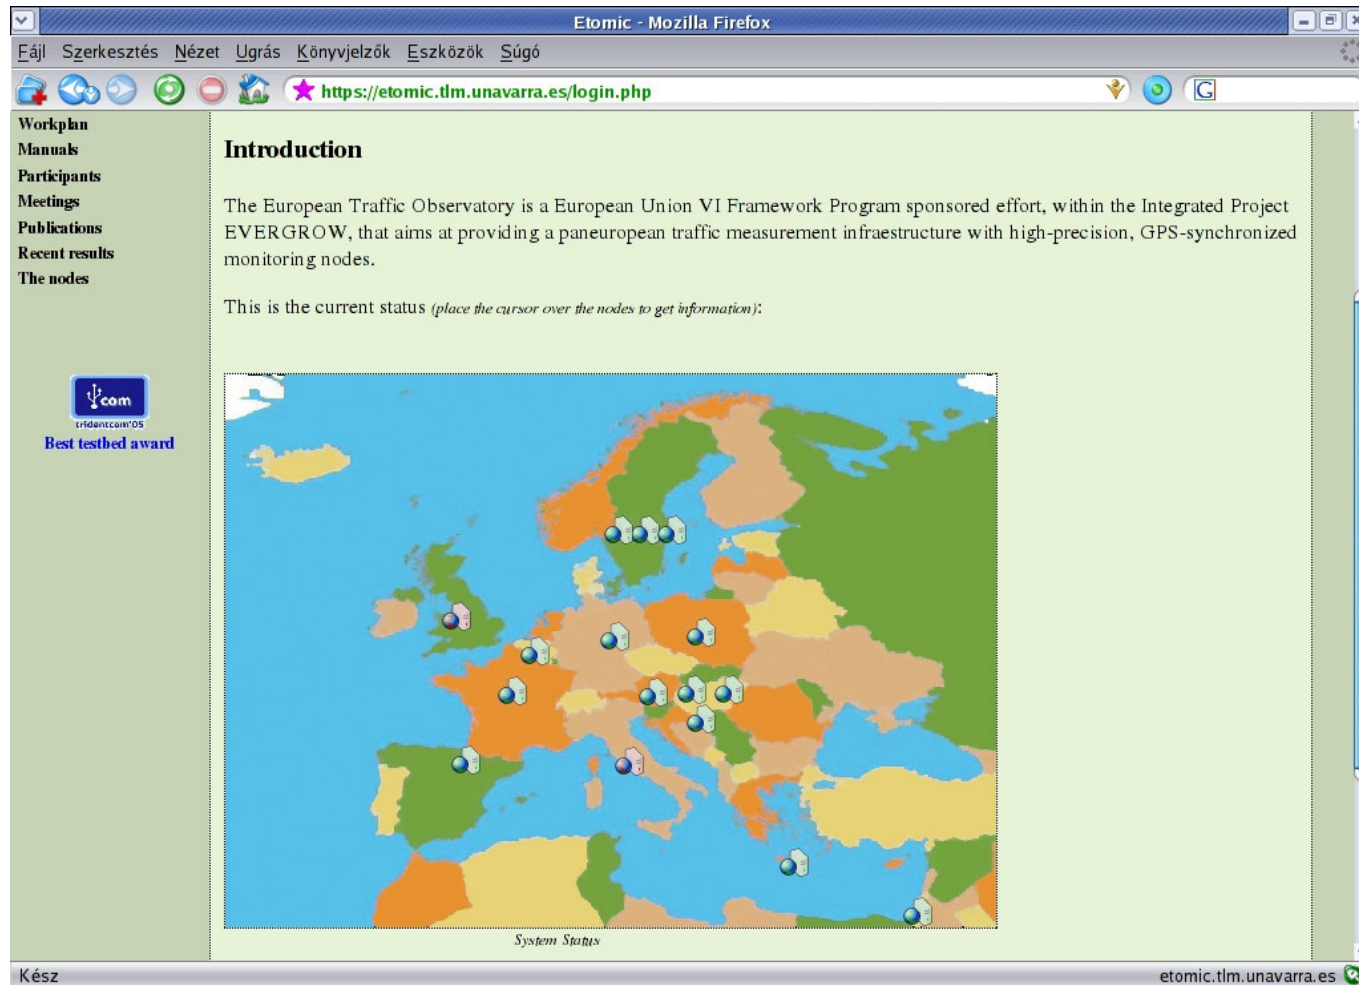 Etomic - Mozilla Firefox
Fájl Szerkesztés Nézet Ugrás Könyvjelzők Eszközök Súgó
https://etomic.tlm.unavarra.es/login.php
G
Workplan
Manuals
Participants
Meetings
Publications
Recent results
The nodes
com
tridentcom'05
Best testbed award
Introduction
The European Traffic Observatory is a European Union VI Framework Program sponsored effort, within the Integrated Project
EVERGROW, that aims at providing a paneuropean traffic measurement infraestructure with high-precision, GPS-synchronized
monitoring nodes.
This is the current status (place the cursor over the nodes to get information):
System Status
Kész
etomic.tlm.unavarra.es